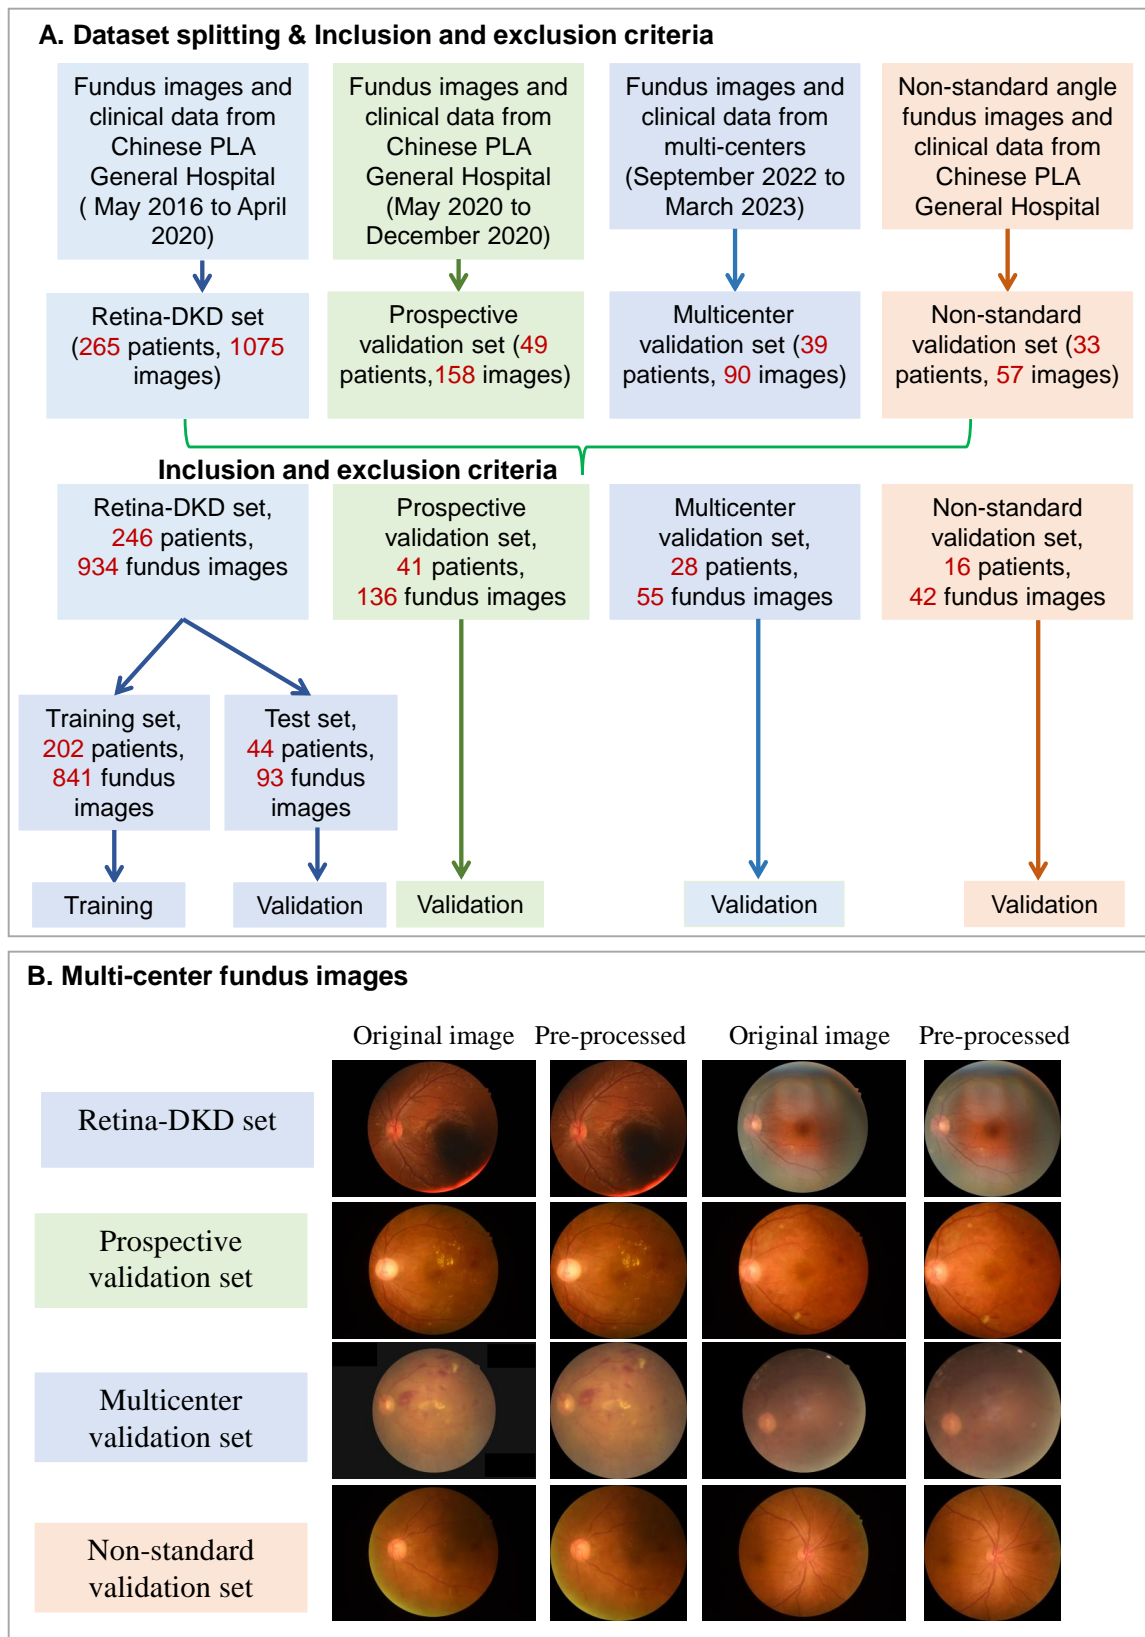 A. Dataset splitting & Inclusion and exclusion criteria
Fundus images and
clinical data from
Chinese PLA
General Hospital
( May 2016 to April
2020)
Fundus images and
clinical data from
Chinese PLA
General Hospital
(May 2020 to
December 2020)
Fundus images and
clinical data from
multi-centers
(September 2022 to
March 2023)
Non-standard angle
fundus images and
clinical data from
Chinese PLA
General Hospital
Retina-DKD set
(265 patients, 1075
images)
Prospective
validation set (49
patients,158 images)
Multicenter
validation set (39
patients, 90 images)
Non-standard
validation set (33
patients, 57 images)
Inclusion and exclusion criteria
Retina-DKD set,
246 patients,
934 fundus images
Prospective
validation set,
41 patients,
136 fundus images
Multicenter
validation set,
28 patients,
55 fundus images
Non-standard
validation set,
16 patients,
42 fundus images
Training set,
202 patients,
841 fundus
images
Test set,
44 patients,
93 fundus
images
Training
Validation
Validation
Validation
Validation
B. Multi-center fundus images
Original image
Pre-processed
Original image
Pre-processed
Retina-DKD set
Prospective
validation set
Multicenter
validation set
Non-standard
validation set